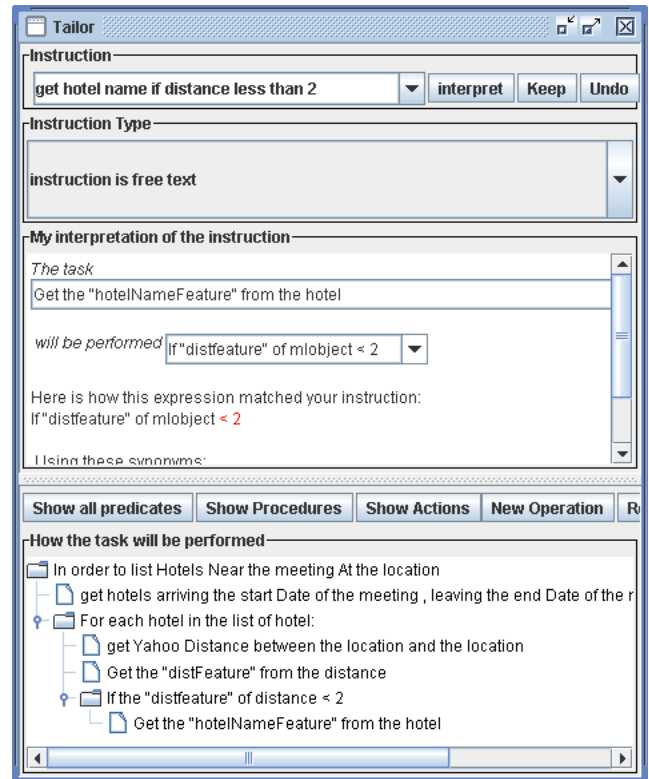 Tailor
Instruction
get hotel name if distance less than 2 interpret Keep Undo
Instruction Type
instruction is free text
My interpretation of the instruction
The task
Get the "hotelNameFeature" from the hotel
will be performed If "distfeature" of mlobject < 2
Here is how this expression matched your instruction:
If "distfeature" of mlobject < 2
Using these synonyms:
Show all predicates Show Procedures Show Actions New Operation
How the task will be performed
In order to list Hotels Near the meeting At the location
get hotels arriving the start Date of the meeting , leaving the end Date of the
For each hotel in the list of hotel:
get Yahoo Distance between the location and the location
Get the "distFeature" from the distance
If the "distfeature" of distance < 2
Get the "hotelNameFeature" from the hotel